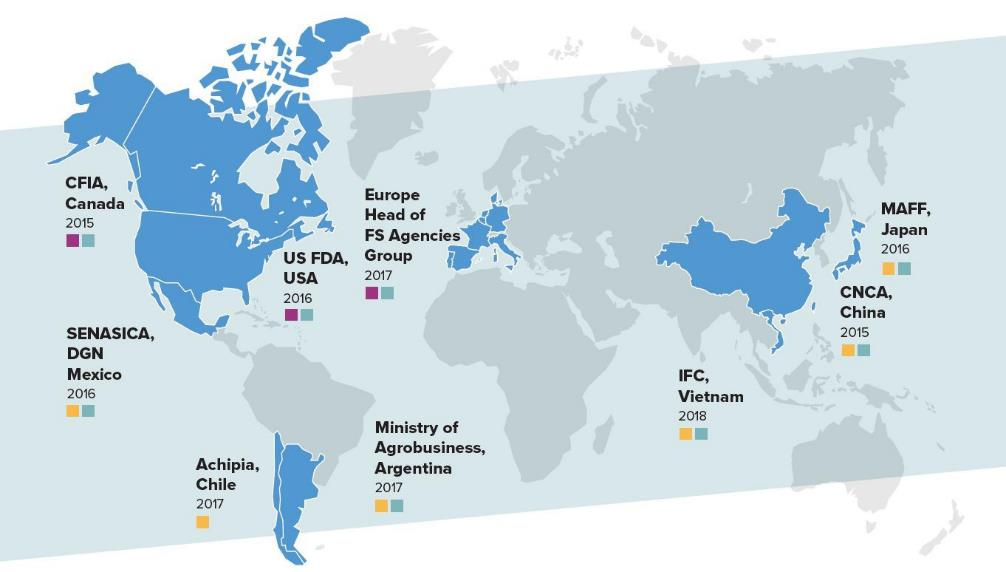 CFIA,
Canada
2015
US FDA,
USA
2016
SENASICA,
DGN
Mexico
2016
Europe
Head of
FS Agencies
Group
2017
Achipia,
Chile
2017
Ministry of
Agrobusiness,
Argentina
2017
MAFF,
Japan
2016
CNCA,
China
2015
IFC,
Vietnam
2018